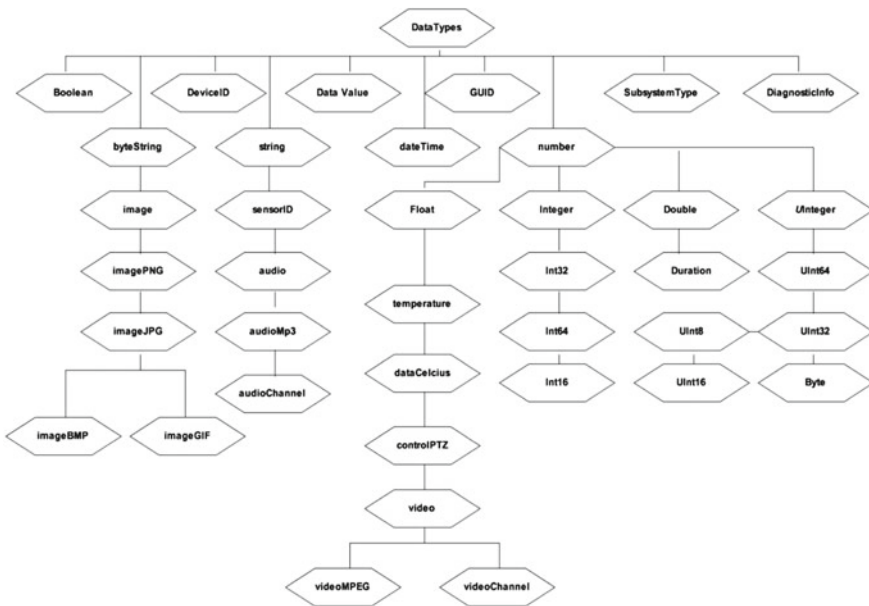 DataTypes
Boolean
DeviceID
Data Value
GUID
SubsystemType
DiagnosticInfo
byteString
string
dateTime
number
image
sensorID
Float
Integer
Double
UInteger
imagePNG
audio
Int32
Duration
UInt64
temperature
imageJPG
audioMp3
Int64
UInt8
UInt32
dataCelcius
audioChannel
Int16
UInt16
Byte
imageBMP
imageGIF
controlPTZ
video
videoMPEG
videoChannel